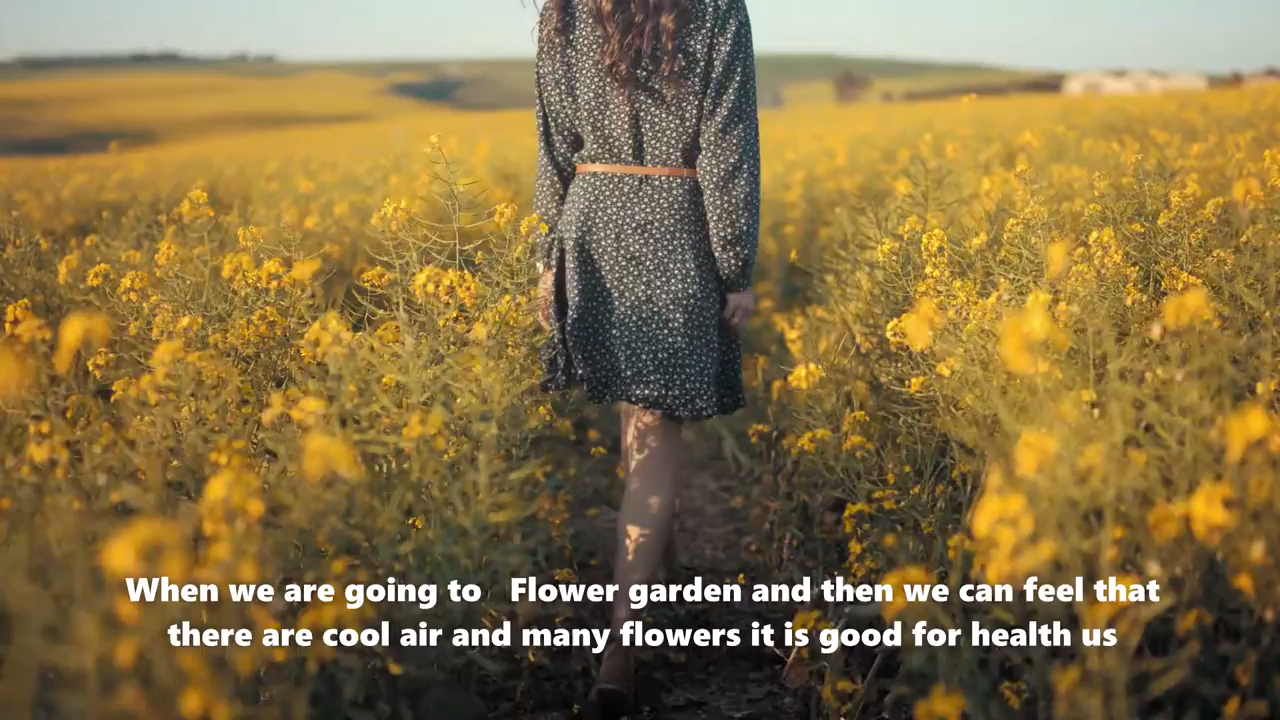 When we are going to Flower garden and then we can feel that
there are cool air and many flowers it is good for health us